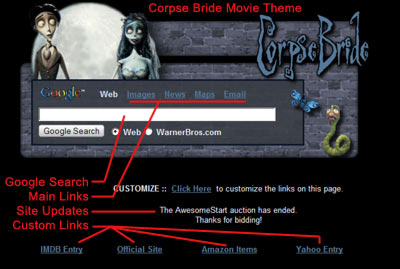 Corpse Bride Movie Theme
Corpse Bride
Google™ Web Images News Maps Email
Google Search Web WarnerBros.com
Google Search
Main Links
CUSTOMIZE :: Click Here to customize the links on this page.
Site Updates
The AwesomeStart auction has ended.
Thanks for bidding!
Custom Links
IMDB Entry Official Site Amazon Items Yahoo Entry